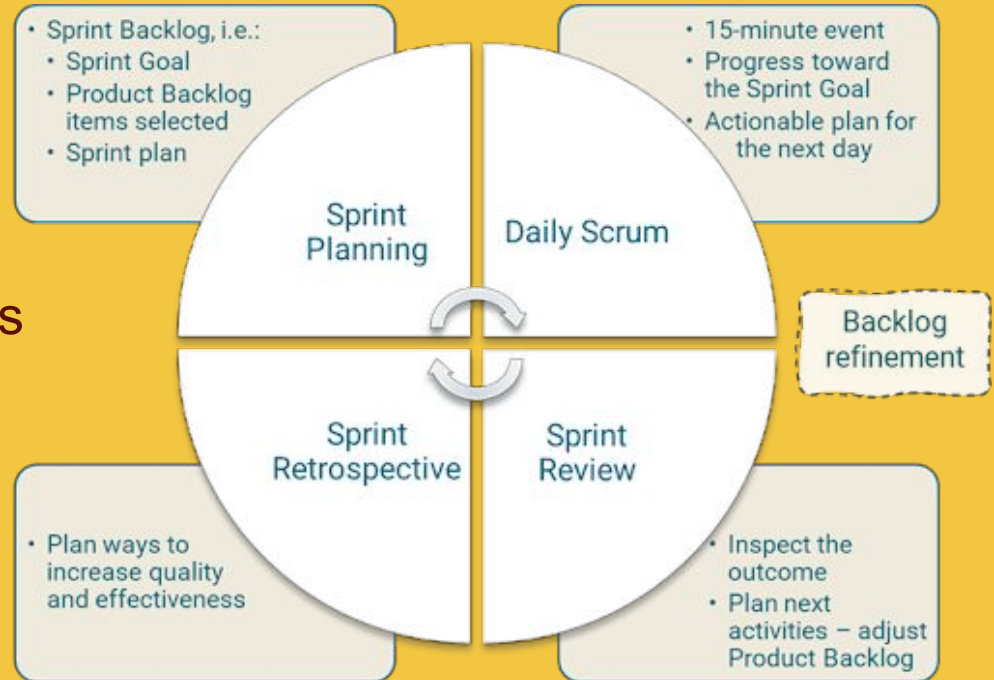 • Sprint Backlog, i.e.:
• Sprint Goal
• Product Backlog
items selected
• Sprint plan
• 15-minute event
• Progress toward
the Sprint Goal
• Actionable plan for
the next day
Sprint
Planning
Daily Scrum
s
Backlog
refinement
Sprint
Retrospective
Sprint
Review
• Plan ways to
increase quality
and effectiveness
• Inspect the
outcome
• Plan next
activities – adjust
Product Backlog